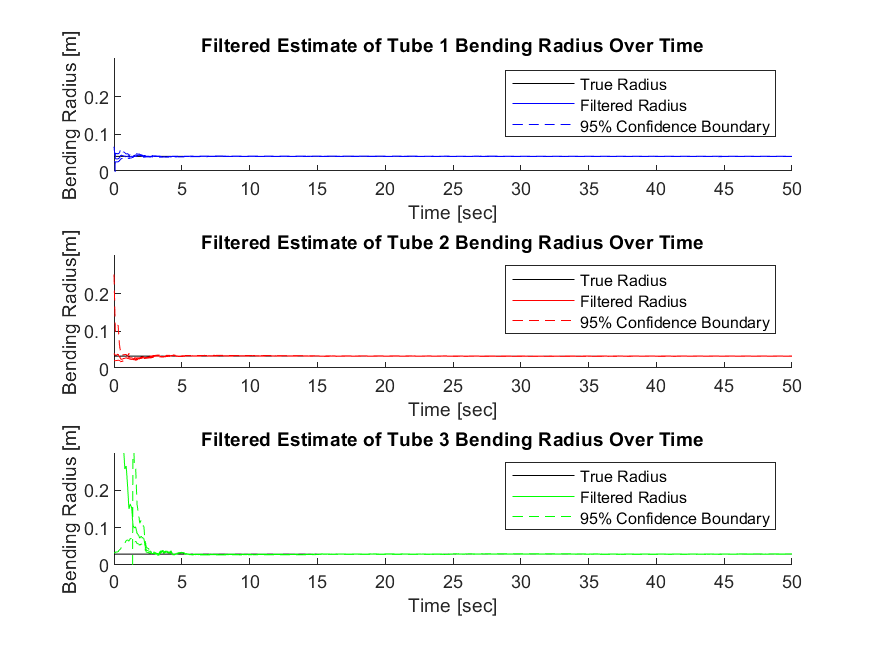 Filtered Estimate of Tube 1 Bending Radius Over Time
Bending Radius [m]
0.2
0.1
0
True Radius
Filtered Radius
95% Confidence Boundary
0 5 10 15 20 25 30 35 40 45 50
Time [sec]
Filtered Estimate of Tube 2 Bending Radius Over Time
Bending Radius[m]
0.2
0.1
0
True Radius
Filtered Radius
95% Confidence Boundary
0 5 10 15 20 25 30 35 40 45 50
Time [sec]
Filtered Estimate of Tube 3 Bending Radius Over Time
Bending Radius [m]
0.2
0.1
0
True Radius
Filtered Radius
95% Confidence Boundary
0 5 10 15 20 25 30 35 40 45 50
Time [sec]